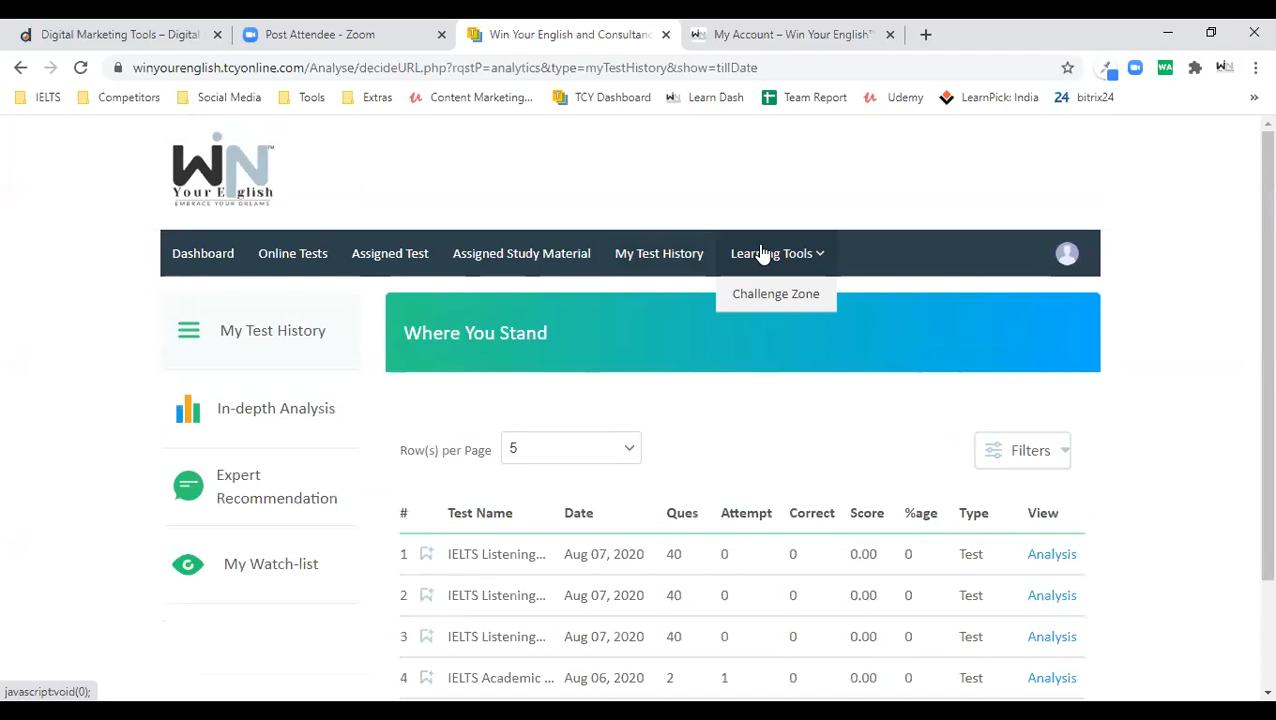 Digital Marketing Tools – Digital
Post Attendee - Zoom
Win Your English and Consultanc
My Account – Win Your English™
winyourenglish.tcyonline.com/Analyse/decideURL.php?rostP=analytics&type=myTestHistory&show=tillDate
IELTS
Competitors
Social Media
Tools
Extras
Content Marketing...
TCY Dashboard
Learn Dash
Team Report
Udemy
LearnPick: India
24 bitrix24
WiN™
Your English
EMBRACE YOUR DREAMS
Dashboard
Online Tests
Assigned Test
Assigned Study Material
My Test History
Learning Tools
Challenge Zone
My Test History
In-depth Analysis
Expert
Recommendation
My Watch-list
Where You Stand
Row(s) per Page 5
Filters
# Test Name Date Ques Attempt Correct Score %age Type View
1 IELTS Listening... Aug 07, 2020 40 0 0 0.00 0 Test Analysis
2 IELTS Listening... Aug 07, 2020 40 0 0 0.00 0 Test Analysis
3 IELTS Listening... Aug 07, 2020 40 0 0 0.00 0 Test Analysis
4 IELTS Academic ... Aug 06, 2020 2 1 0 0.00 0 Test Analysis
javascript:void(0);